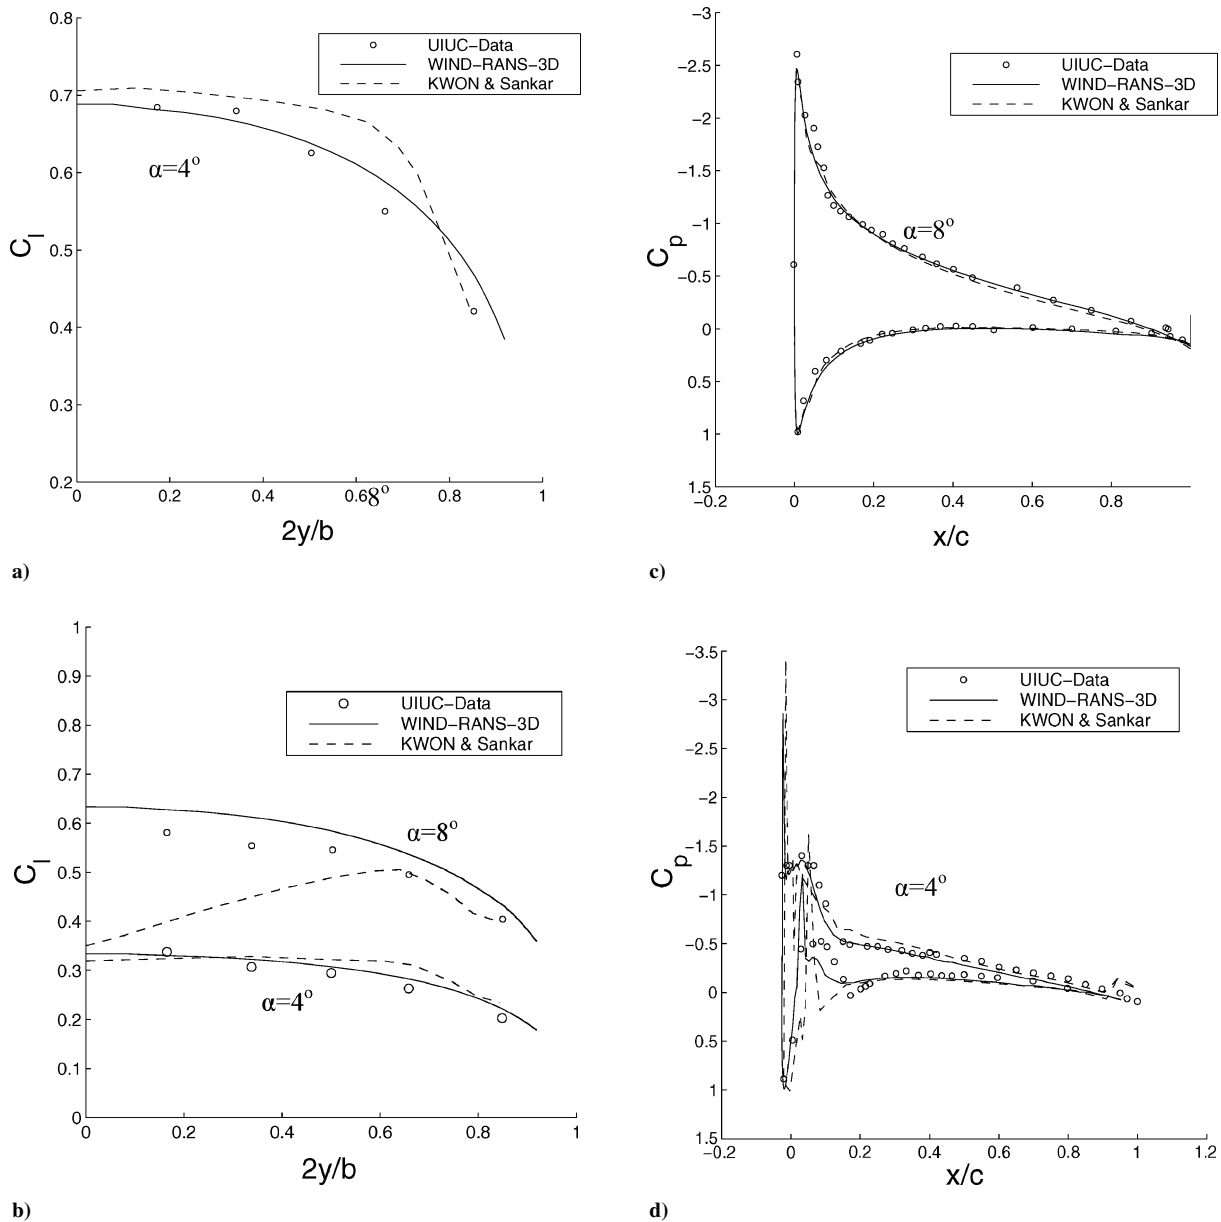 0.8
0.7
0.6
0.5
0.4
0.3
0.2
C_l
UIUC−Data
WIND−RANS−3D
KWON & Sankar
α=4°
0 0.2 0.4 0.6 8° 0.8 1
2y/b
a)
−3
−2.5
−2
−1.5
−1
−0.5
0
0.5
1
1.5
C_p
UIUC−Data
WIND−RANS−3D
KWON & Sankar
α=8°
−0.2 0 0.2 0.4 0.6 0.8
x/c
c)
1
0.9
0.8
0.7
0.6
0.5
0.4
0.3
0.2
0.1
0
C_l
UIUC−Data
WIND−RANS−3D
KWON & Sankar
α=8°
α=4°
0 0.2 0.4 0.6 0.8 1
2y/b
b)
−3.5
−3
−2.5
−2
−1.5
−1
−0.5
0
0.5
1
1.5
C_p
UIUC−Data
WIND−RANS−3D
KWON & Sankar
α=4°
−0.2 0 0.2 0.4 0.6 0.8 1 1.2
x/c
d)